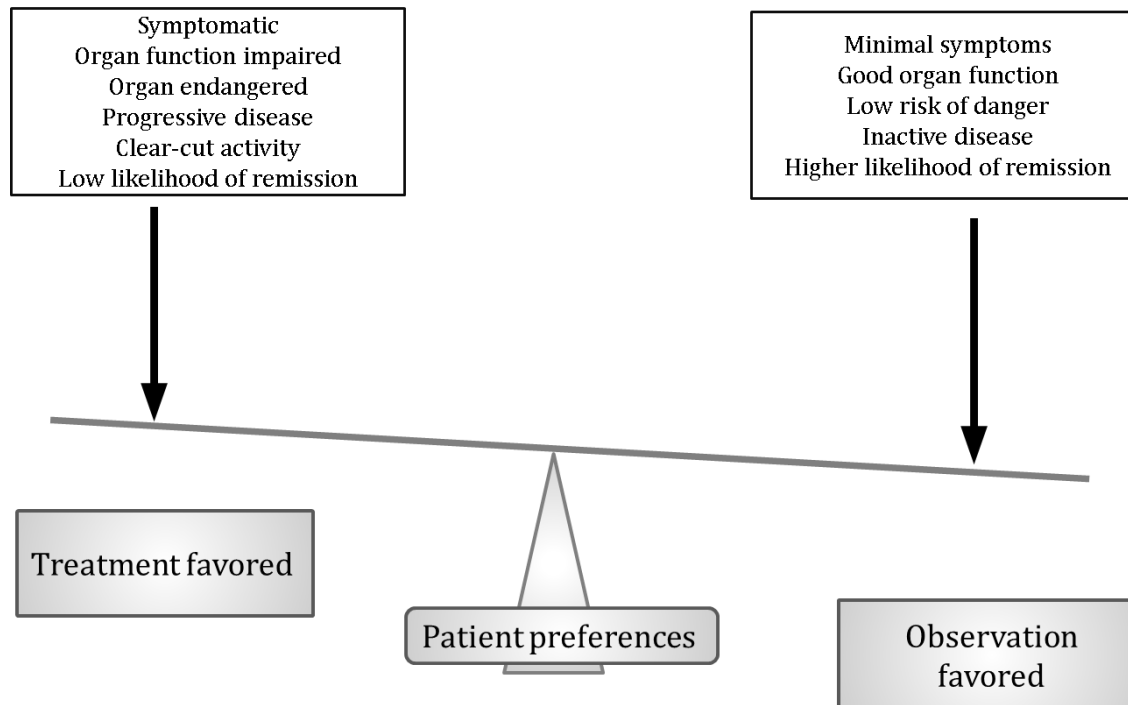 Symptomatic
Organ function impaired
Organ endangered
Progressive disease
Clear-cut activity
Low likelihood of remission
Minimal symptoms
Good organ function
Low risk of danger
Inactive disease
Higher likelihood of remission
Treatment favored
Patient preferences
Observation
favored